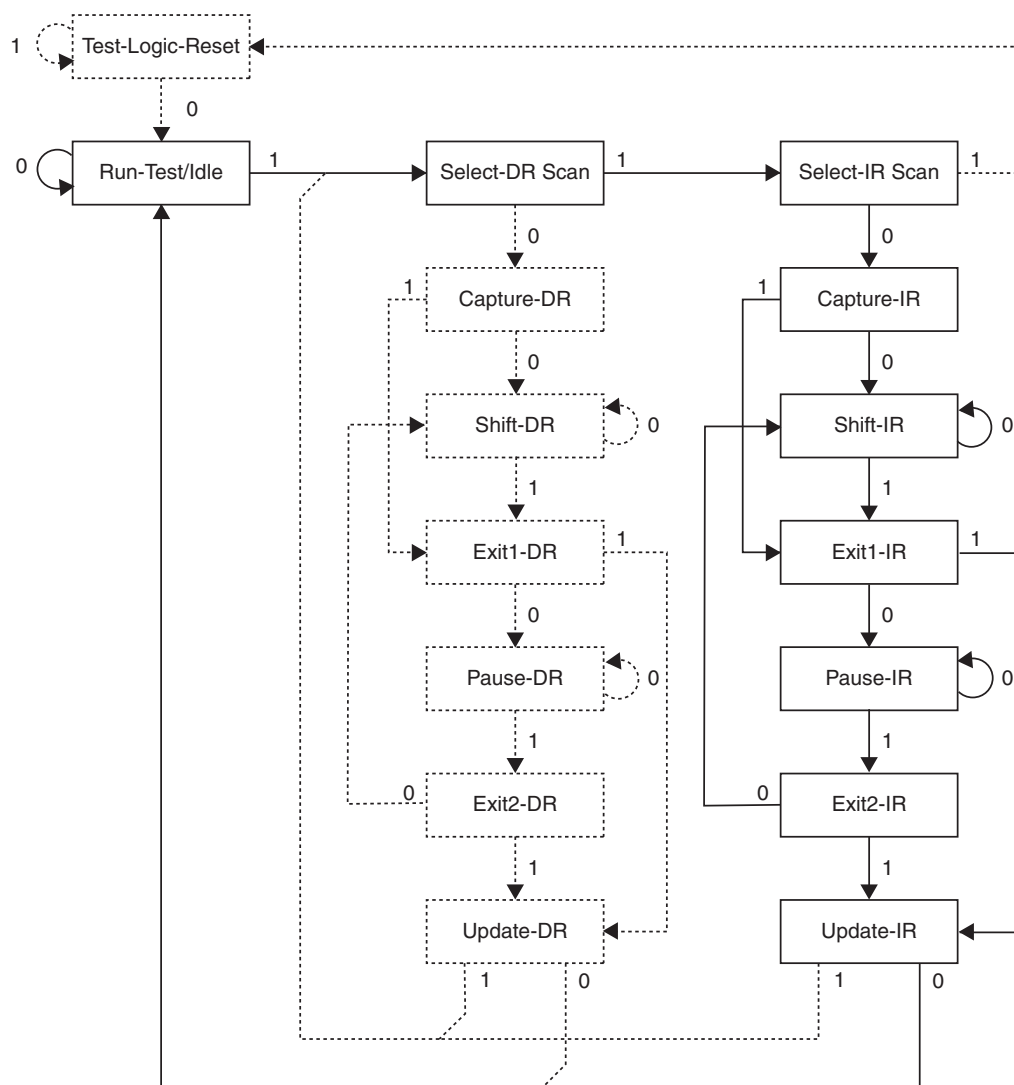 Test-Logic-Reset
1
0
Run-Test/Idle
0
1
Select-DR Scan
1
Select-IR Scan
1
0
0
Capture-DR
1
Capture-IR
1
0
0
Shift-DR
0
Shift-IR
0
1
1
Exit1-DR
1
Exit1-IR
1
0
0
Pause-DR
0
Pause-IR
0
1
1
Exit2-DR
0
Exit2-IR
0
1
1
Update-DR
Update-IR
1
0
1
0